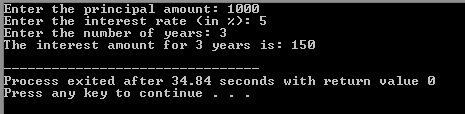 Enter the principal amount: 1000
Enter the interest rate (in %): 5
Enter the number of years: 3
The interest amount for 3 years is: 150
--------------------------------
Process exited after 34.84 seconds with return value 0
Press any key to continue . . .